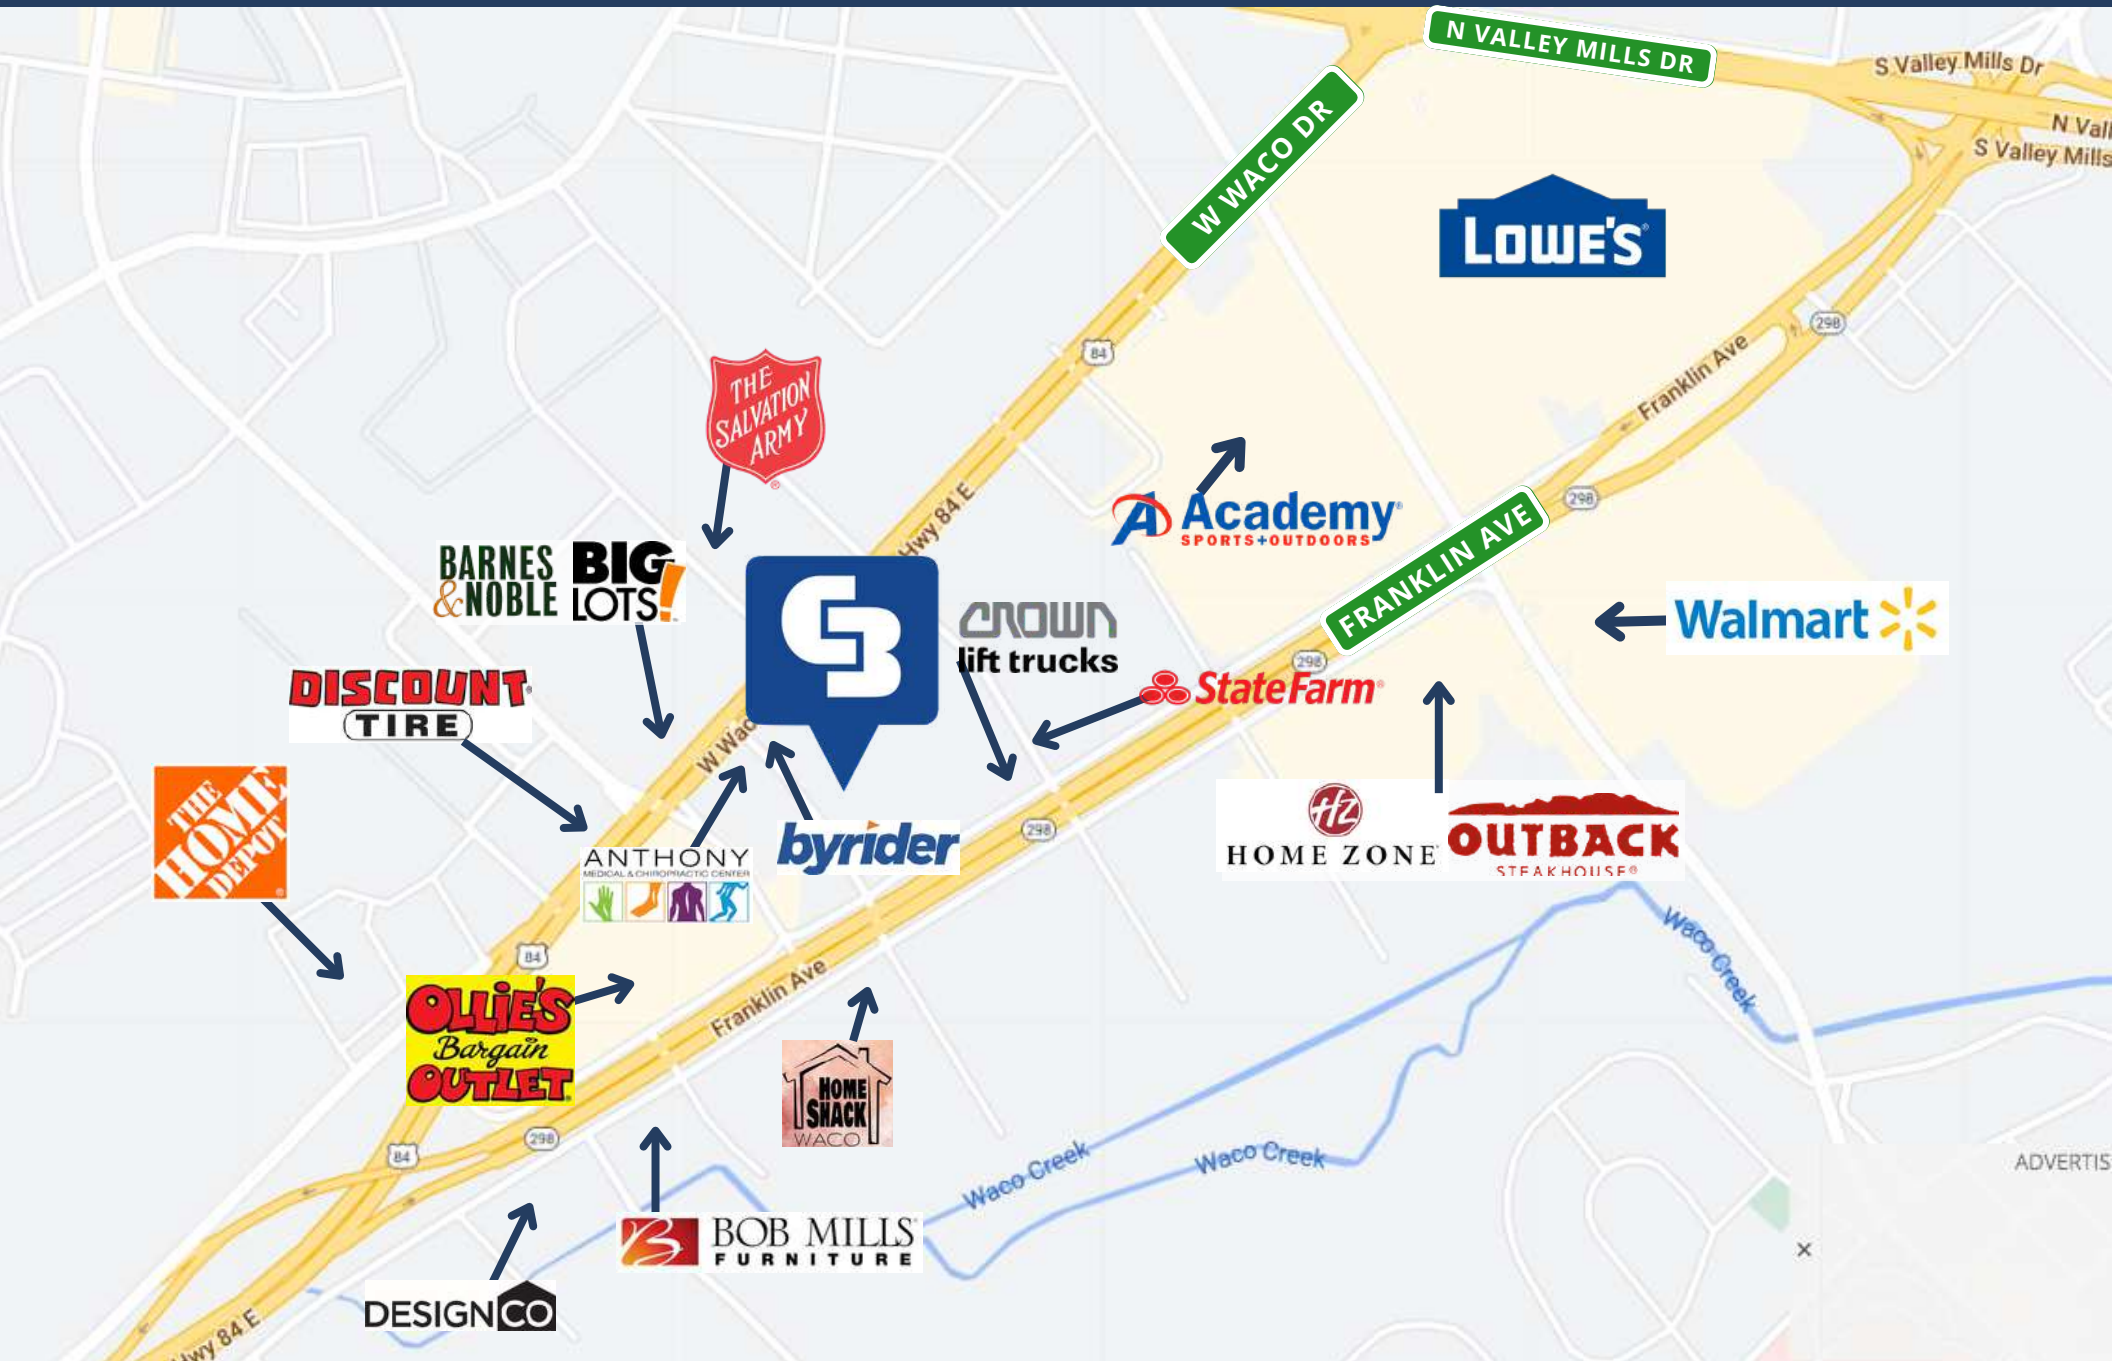 N VALLEY MILLS DR
S Valley Mills Dr
W WACO DR
N Vall
S Valley Mills
LOWE'S
298
84
Franklin Ave
THE
SALVATION
ARMY
Hwy 84 E
Academy
SPORTS+OUTDOORS
298
FRANKLIN AVE
BARNES
&NOBLE
BIG
LOTS!
CB
CROWN
lift trucks
Walmart
298
StateFarm
DISCOUNT
TIRE
W Wac
THE
HOME
DEPOT
298
ANTHONY
MEDICAL & CHIROPRACTIC CENTER
byrider
HZ
HOME ZONE
OUTBACK
STEAKHOUSE
84
Waco Creek
OLLIE'S
Bargain
OUTLET
Franklin Ave
HOME
SHACK
WACO
298
84
Waco Creek
Waco Creek
ADVERTIS
BOB MILLS
FURNITURE
DESIGNCO
Hwy 84 E